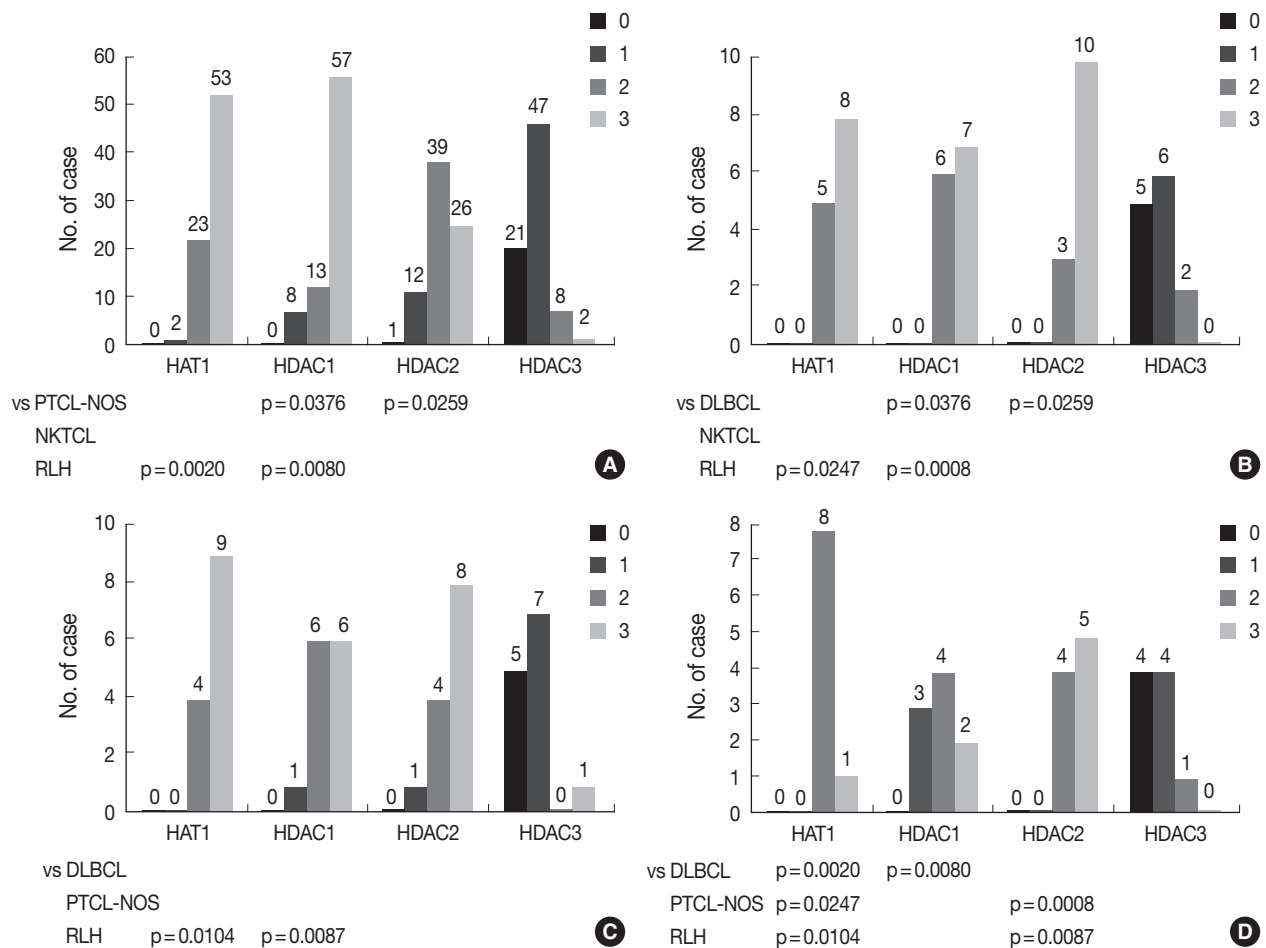 0
1
2
3
No. of case
60
50
40
30
20
10
0
0 2 23 53
0 8 13 57
1 12 39 26
21 47 8 2
HAT1 HDAC1 HDAC2 HDAC3
vs PTCL-NOS p=0.0376 p=0.0259
NKTCL
RLH p=0.0020 p=0.0080
A
0
1
2
3
No. of case
10
8
6
4
2
0
0 0 5 8
0 0 6 7
0 0 3 10
5 6 2 0
HAT1 HDAC1 HDAC2 HDAC3
vs DLBCL p=0.0376 p=0.0259
NKTCL
RLH p=0.0247 p=0.0008
B
0
1
2
3
No. of case
10
8
6
4
2
0
0 0 4 9
0 1 6 6
0 1 4 8
5 7 0 1
HAT1 HDAC1 HDAC2 HDAC3
vs DLBCL
PTCL-NOS
RLH p=0.0104 p=0.0087
C
0
1
2
3
No. of case
8
7
6
5
4
3
2
1
0
0 0 8 1
0 3 4 2
0 0 4 5
4 4 1 0
HAT1 HDAC1 HDAC2 HDAC3
vs DLBCL p=0.0020 p=0.0080
PTCL-NOS p=0.0247 p=0.0008
RLH p=0.0104 p=0.0087
D